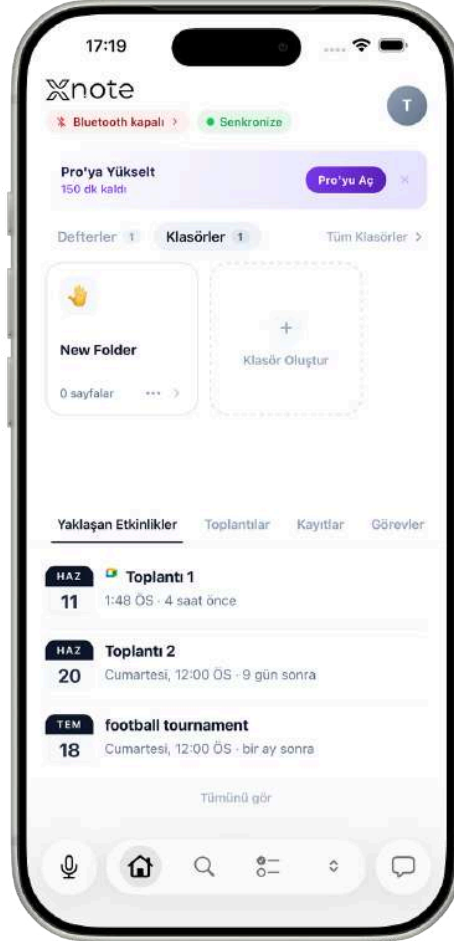 17:19
Xnote
Bluetooth kapalı
Senkronize
T
Pro'ya Yükselt
150 dk kaldı
Pro'yu Aç
Defterler 1
Klasörler 1
Tüm Klasörler
New Folder
0 sayfalar
+
Klasör Oluştur
Yaklaşan Etkinlikler
Toplantılar
Kayıtlar
Görevler
HAZ
11
Toplantı 1
1:48 ÖS · 4 saat önce
HAZ
20
Toplantı 2
Cumartesi, 12:00 ÖS · 9 gün sonra
TEM
18
football tournament
Cumartesi, 12:00 ÖS · bir ay sonra
Tümünü gör